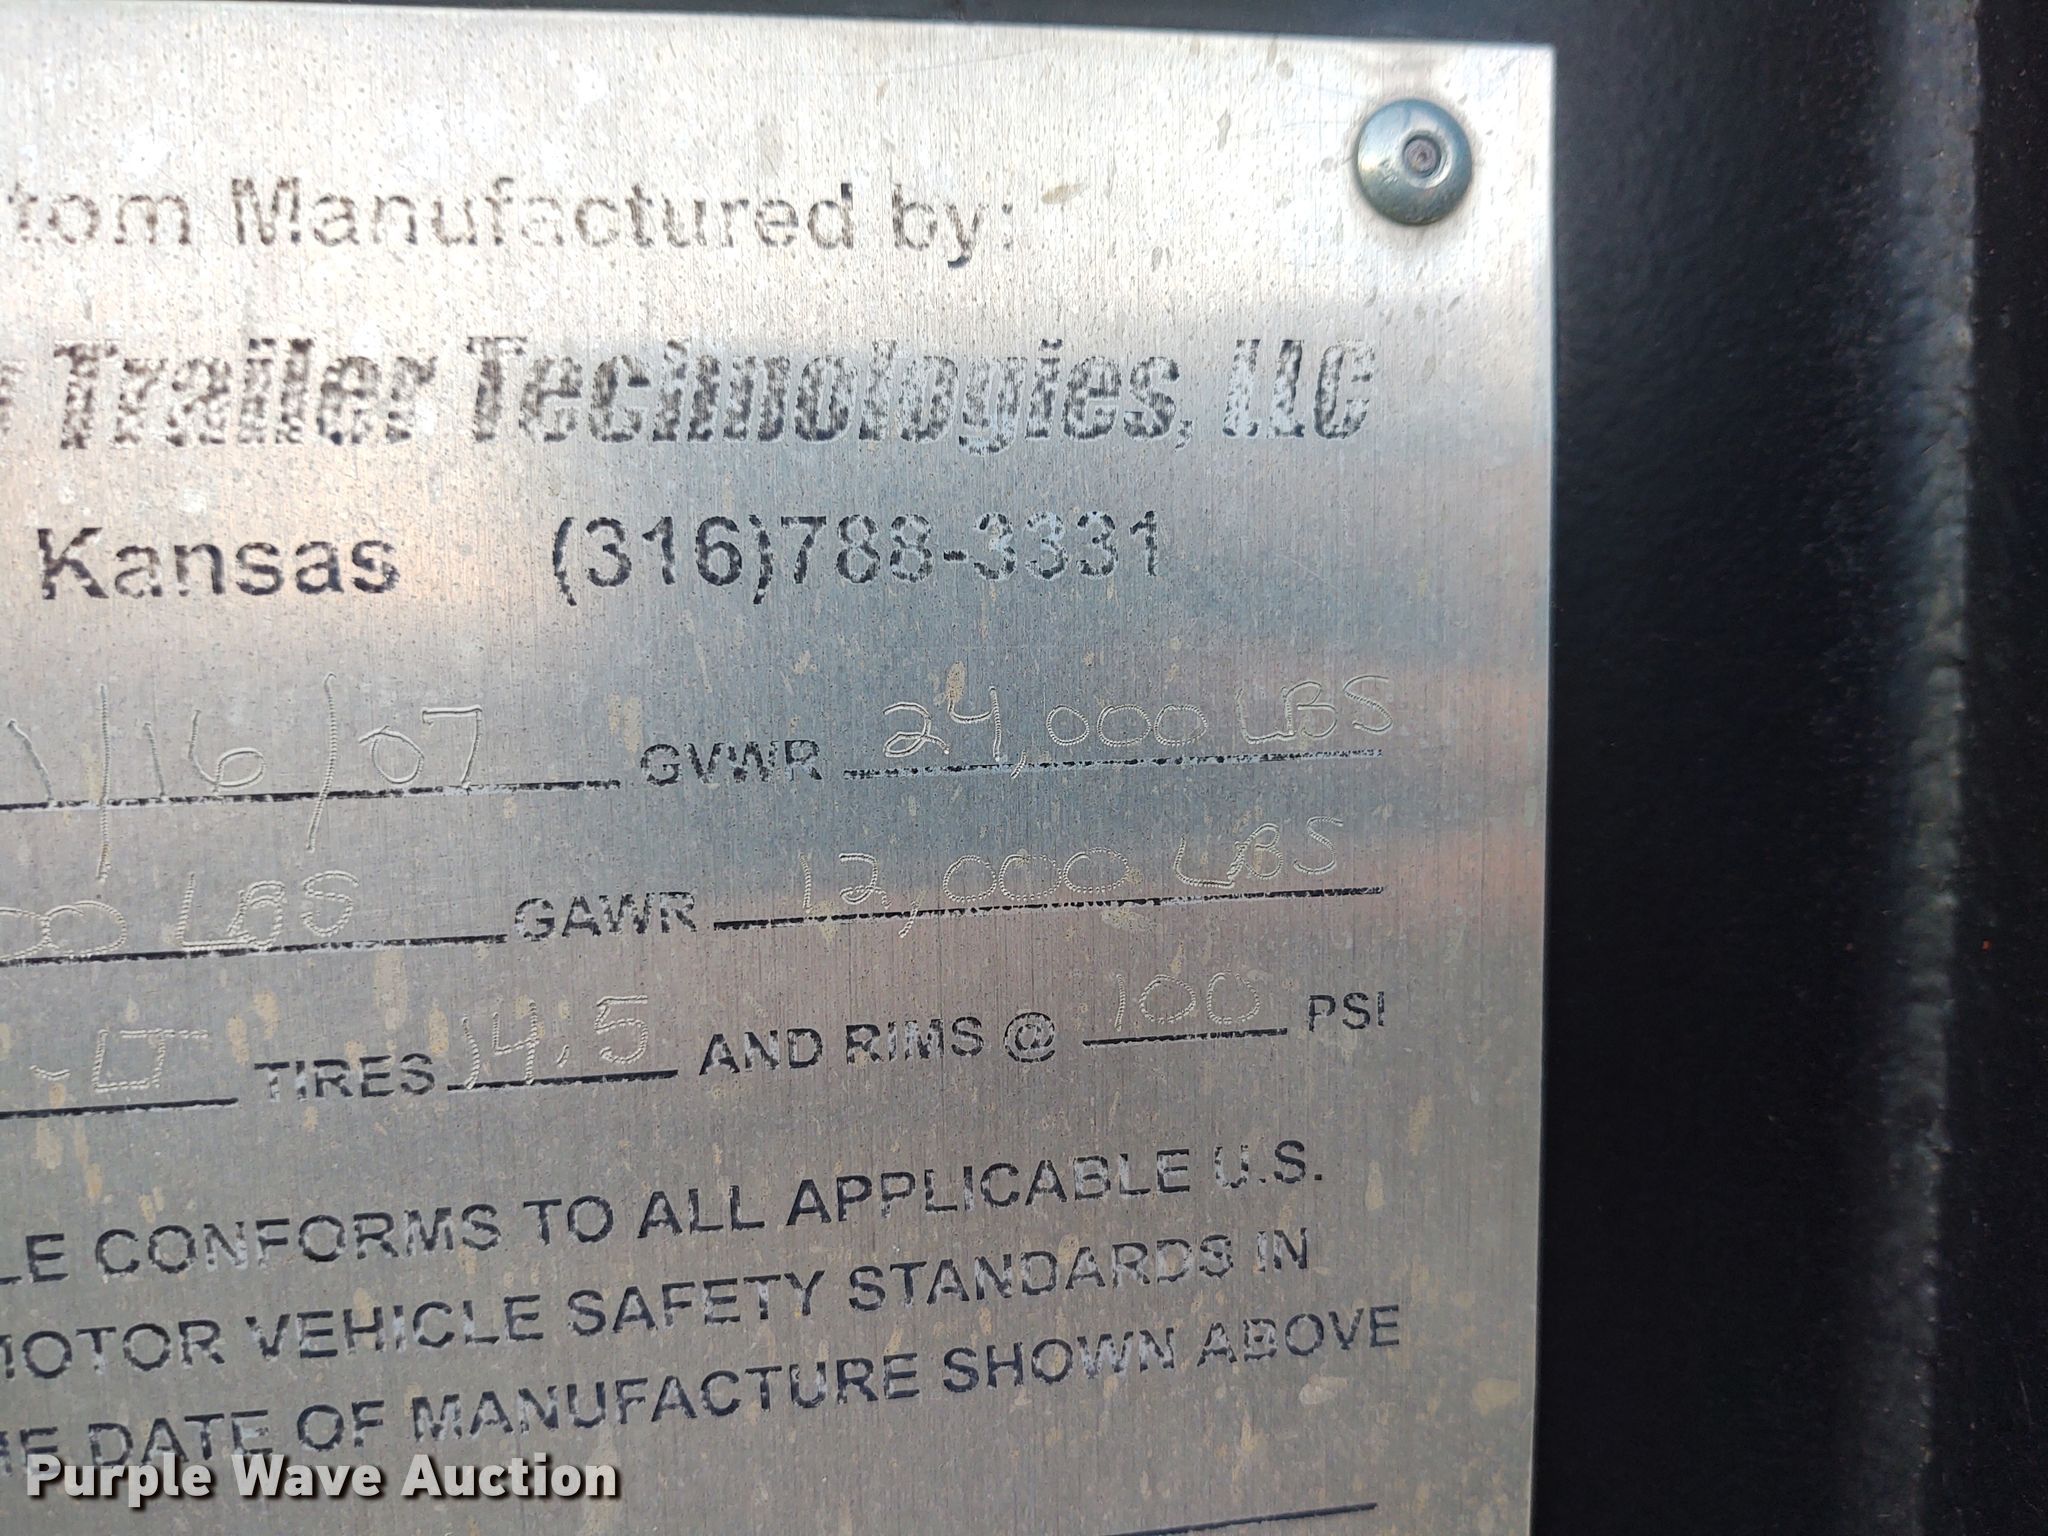 tom Manufactured by:
Trailer Technologies, LLC
Kansas (316)788-3331
1/16/07 GVWR 24,000 LBS
00 LBS GAWR 12,000 LBS
TIRES 14.5 AND RIMS @ 100 PSI
LE CONFORMS TO ALL APPLICABLE U.S.
MOTOR VEHICLE SAFETY STANDARDS IN
HE DATE OF MANUFACTURE SHOWN ABOVE
Purple Wave Auction